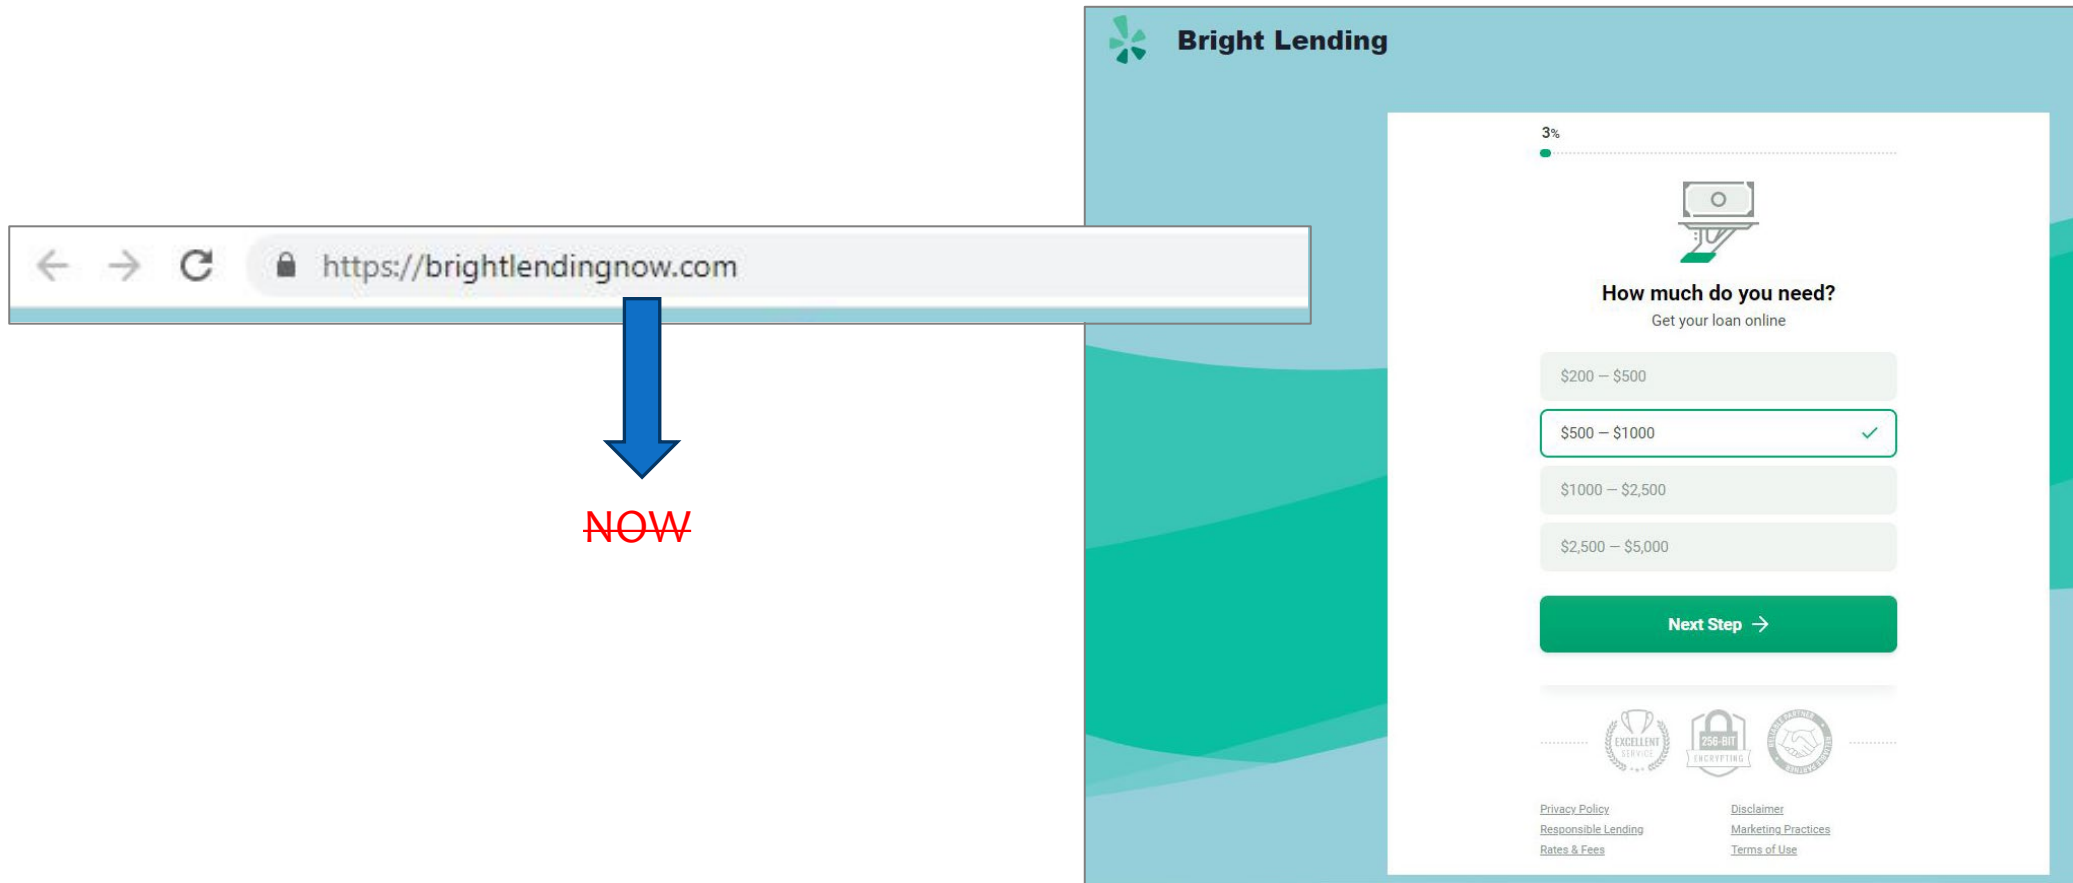 Bright Lending
3%
https://brightlendingnow.com
How much do you need?
Get your loan online
$200 — $500
$500 — $1000
$1000 — $2,500
NOW
$2,500 — $5,000
Next Step →
EXCELLENT
SERVICE
256-BIT
ENCRYPTING
RELIABLE PARTNER
Privacy Policy
Disclaimer
Responsible Lending
Marketing Practices
Rates & Fees
Terms of Use